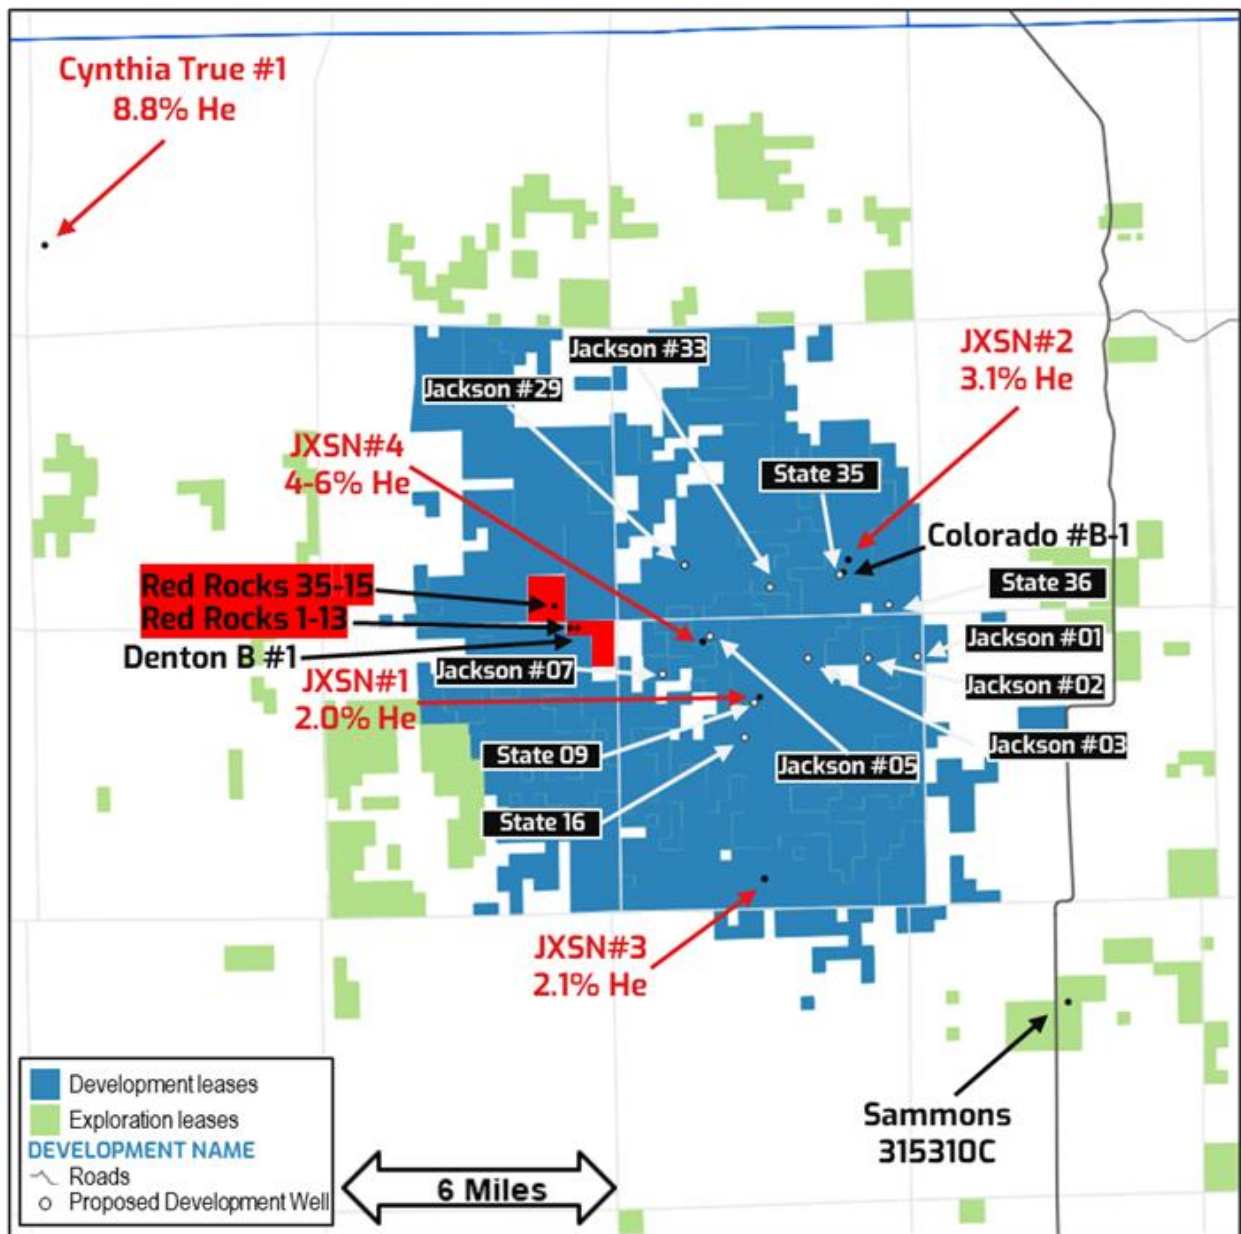 Cynthia True #1
8.8% He
Jackson #33
JXSN#2
3.1% He
Jackson #29
JXSN#4
4-6% He
State 35
Colorado #B-1
Red Rocks 35-15
State 36
Red Rocks 1-13
Denton B #1
Jackson #01
Jackson #07
JXSN#1
2.0% He
Jackson #02
State 09
Jackson #03
Jackson #05
State 16
JXSN#3
2.1% He
Sammons
315310C
Development leases
Exploration leases
DEVELOPMENT NAME
Roads
Proposed Development Well
6 Miles